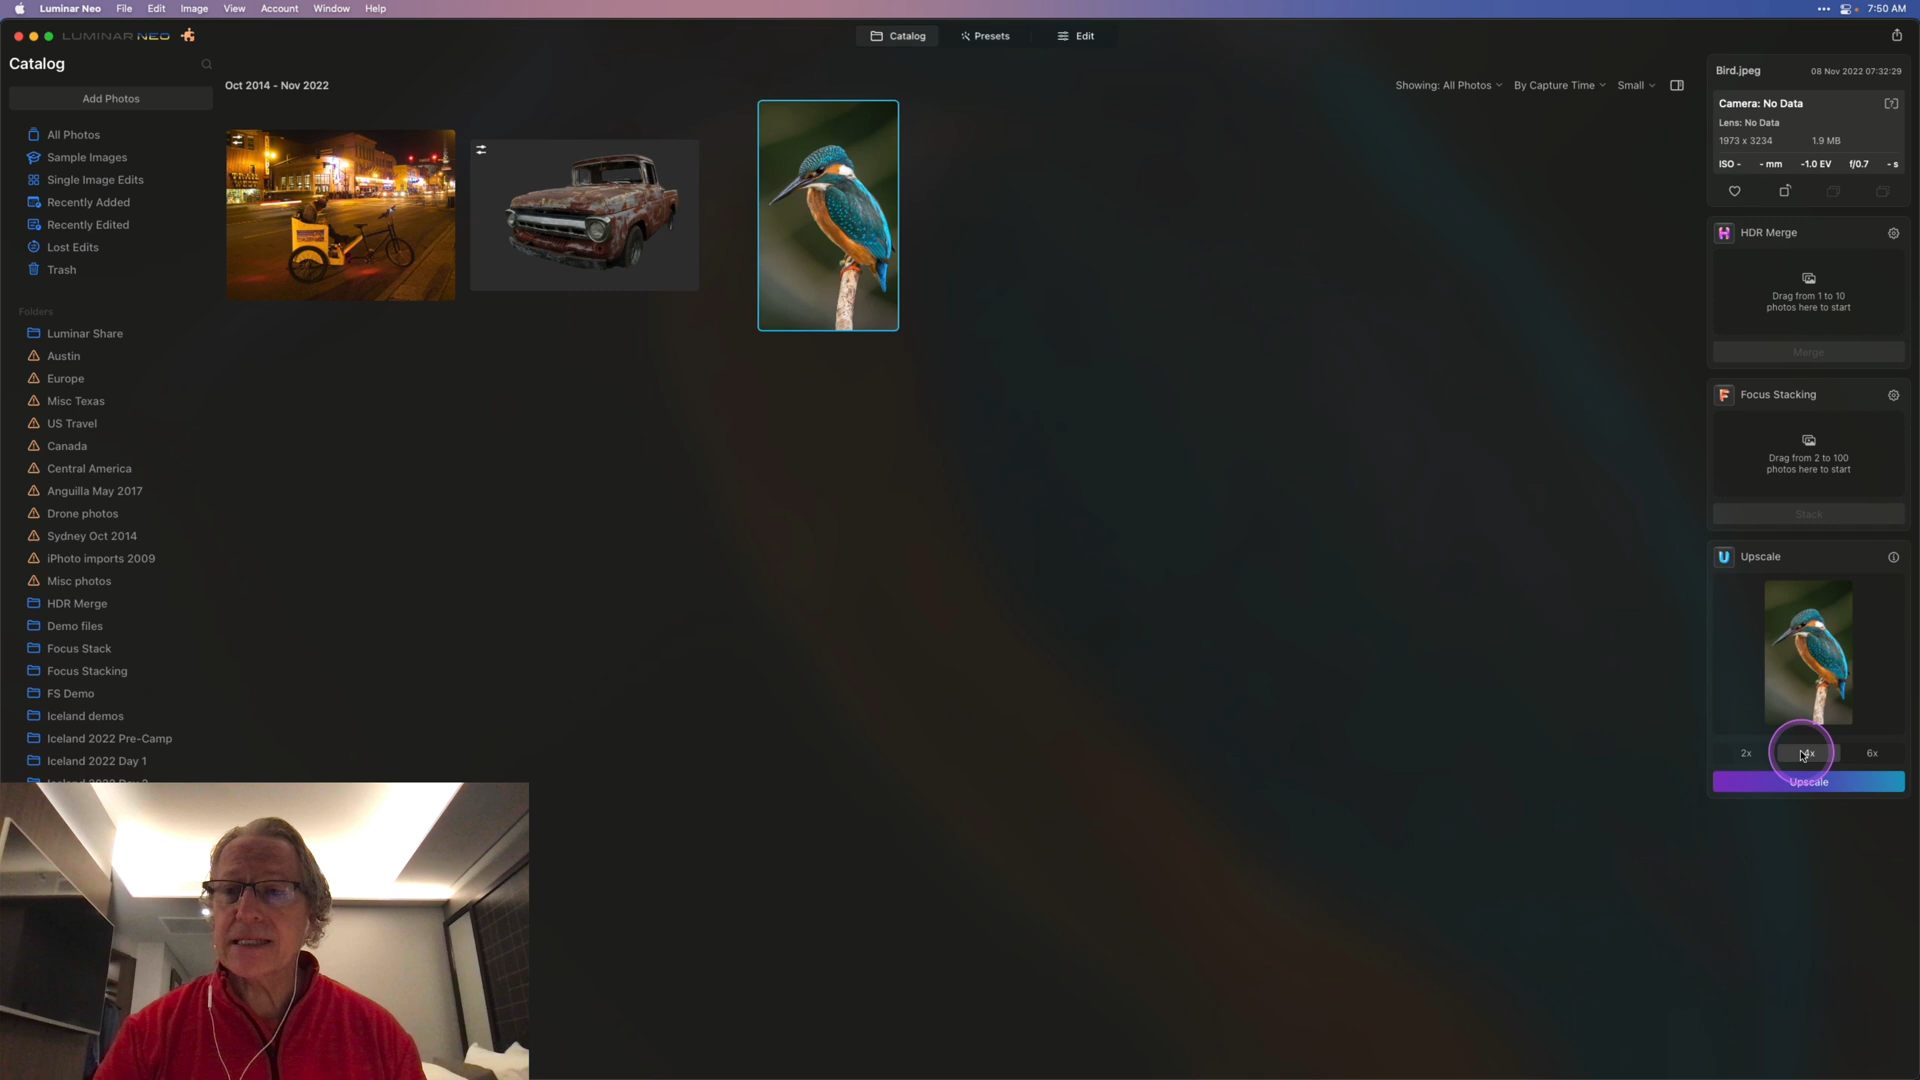 Luminar Neo File Edit Image View Account Window Help 7:50 AM
LUMINAR NEO
Catalog Presets Edit
Catalog
Add Photos
Oct 2014 - Nov 2022
Showing: All Photos By Capture Time Small
All Photos
Sample Images
Single Image Edits
Recently Added
Recently Edited
Lost Edits
Trash
Folders
Luminar Share
Austin
Europe
Misc Texas
US Travel
Canada
Central America
Anguilla May 2017
Drone photos
Sydney Oct 2014
iPhoto imports 2009
Misc photos
HDR Merge
Demo files
Focus Stack
Focus Stacking
FS Demo
Iceland demos
Iceland 2022 Pre-Camp
Iceland 2022 Day 1
Bird.jpeg 08 Nov 2022 07:32:29
Camera: No Data
Lens: No Data
1973 x 3234 1.9 MB
ISO - - mm -1.0 EV f/0.7 - s
HDR Merge
Drag from 1 to 10
photos here to start
Merge
Focus Stacking
Drag from 2 to 100
photos here to start
Stack
Upscale
2x 4x 6x
Upscale